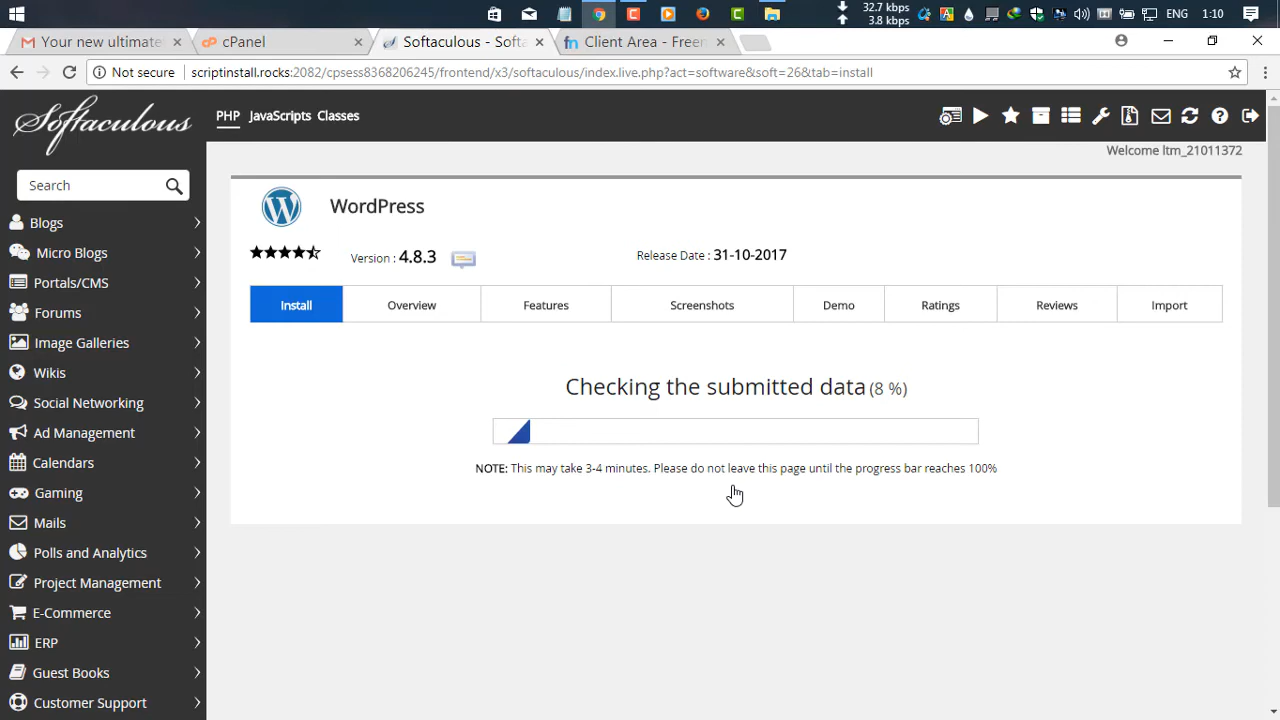 32.7 kbps
3.8 kbps
ENG
1:10
Your new ultimate
cPanel
Softaculous - Softa
fn
Client Area - Freen
Not secure
scriptinstall.rocks:2082/cpsess8368206245/frontend/x3/softaculous/index.live.php?act=software&soft=26&tab=install
Softaculous
PHP JavaScripts Classes
Welcome ltm_21011372
Search
Blogs
Micro Blogs
Portals/CMS
Forums
Image Galleries
Wikis
Social Networking
Ad Management
Calendars
Gaming
Mails
Polls and Analytics
Project Management
E-Commerce
ERP
Guest Books
Customer Support
WordPress
Version : 4.8.3
Release Date : 31-10-2017
Install Overview Features Screenshots Demo Ratings Reviews Import
Checking the submitted data (8 %)
NOTE: This may take 3-4 minutes. Please do not leave this page until the progress bar reaches 100%